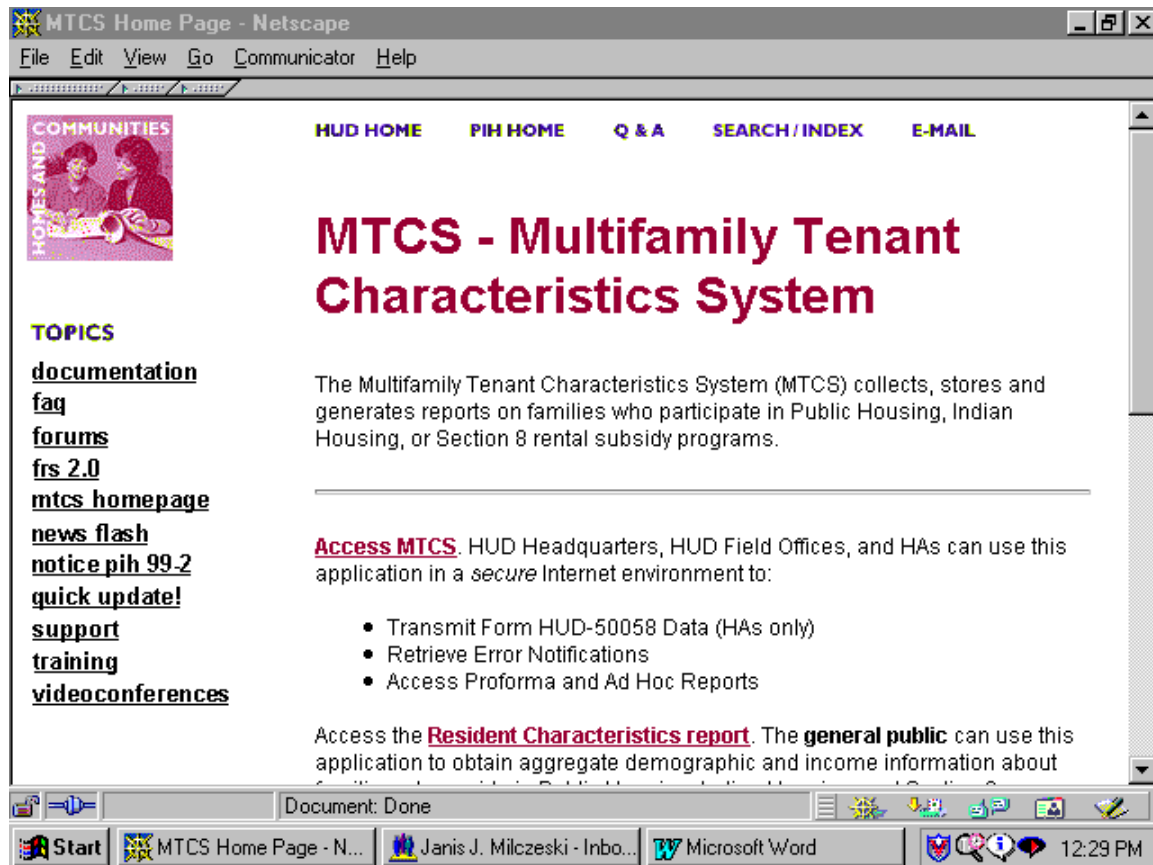 MTCS Home Page - Netscape
File Edit View Go Communicator Help
HOMES AND COMMUNITIES
HUD HOME PIH HOME Q & A SEARCH / INDEX E-MAIL
MTCS - Multifamily Tenant
Characteristics System
The Multifamily Tenant Characteristics System (MTCS) collects, stores and
generates reports on families who participate in Public Housing, Indian
Housing, or Section 8 rental subsidy programs.
TOPICS
documentation
faq
forums
frs 2.0
mtcs homepage
news flash
notice pih 99-2
quick update!
support
training
videoconferences
Access MTCS. HUD Headquarters, HUD Field Offices, and HAs can use this
application in a secure Internet environment to:
• Transmit Form HUD-50058 Data (HAs only)
• Retrieve Error Notifications
• Access Proforma and Ad Hoc Reports
Access the Resident Characteristics report. The general public can use this
application to obtain aggregate demographic and income information about
Document: Done
Start MTCS Home Page - N... Janis J. Milczeski - Inbo... Microsoft Word 12:29 PM